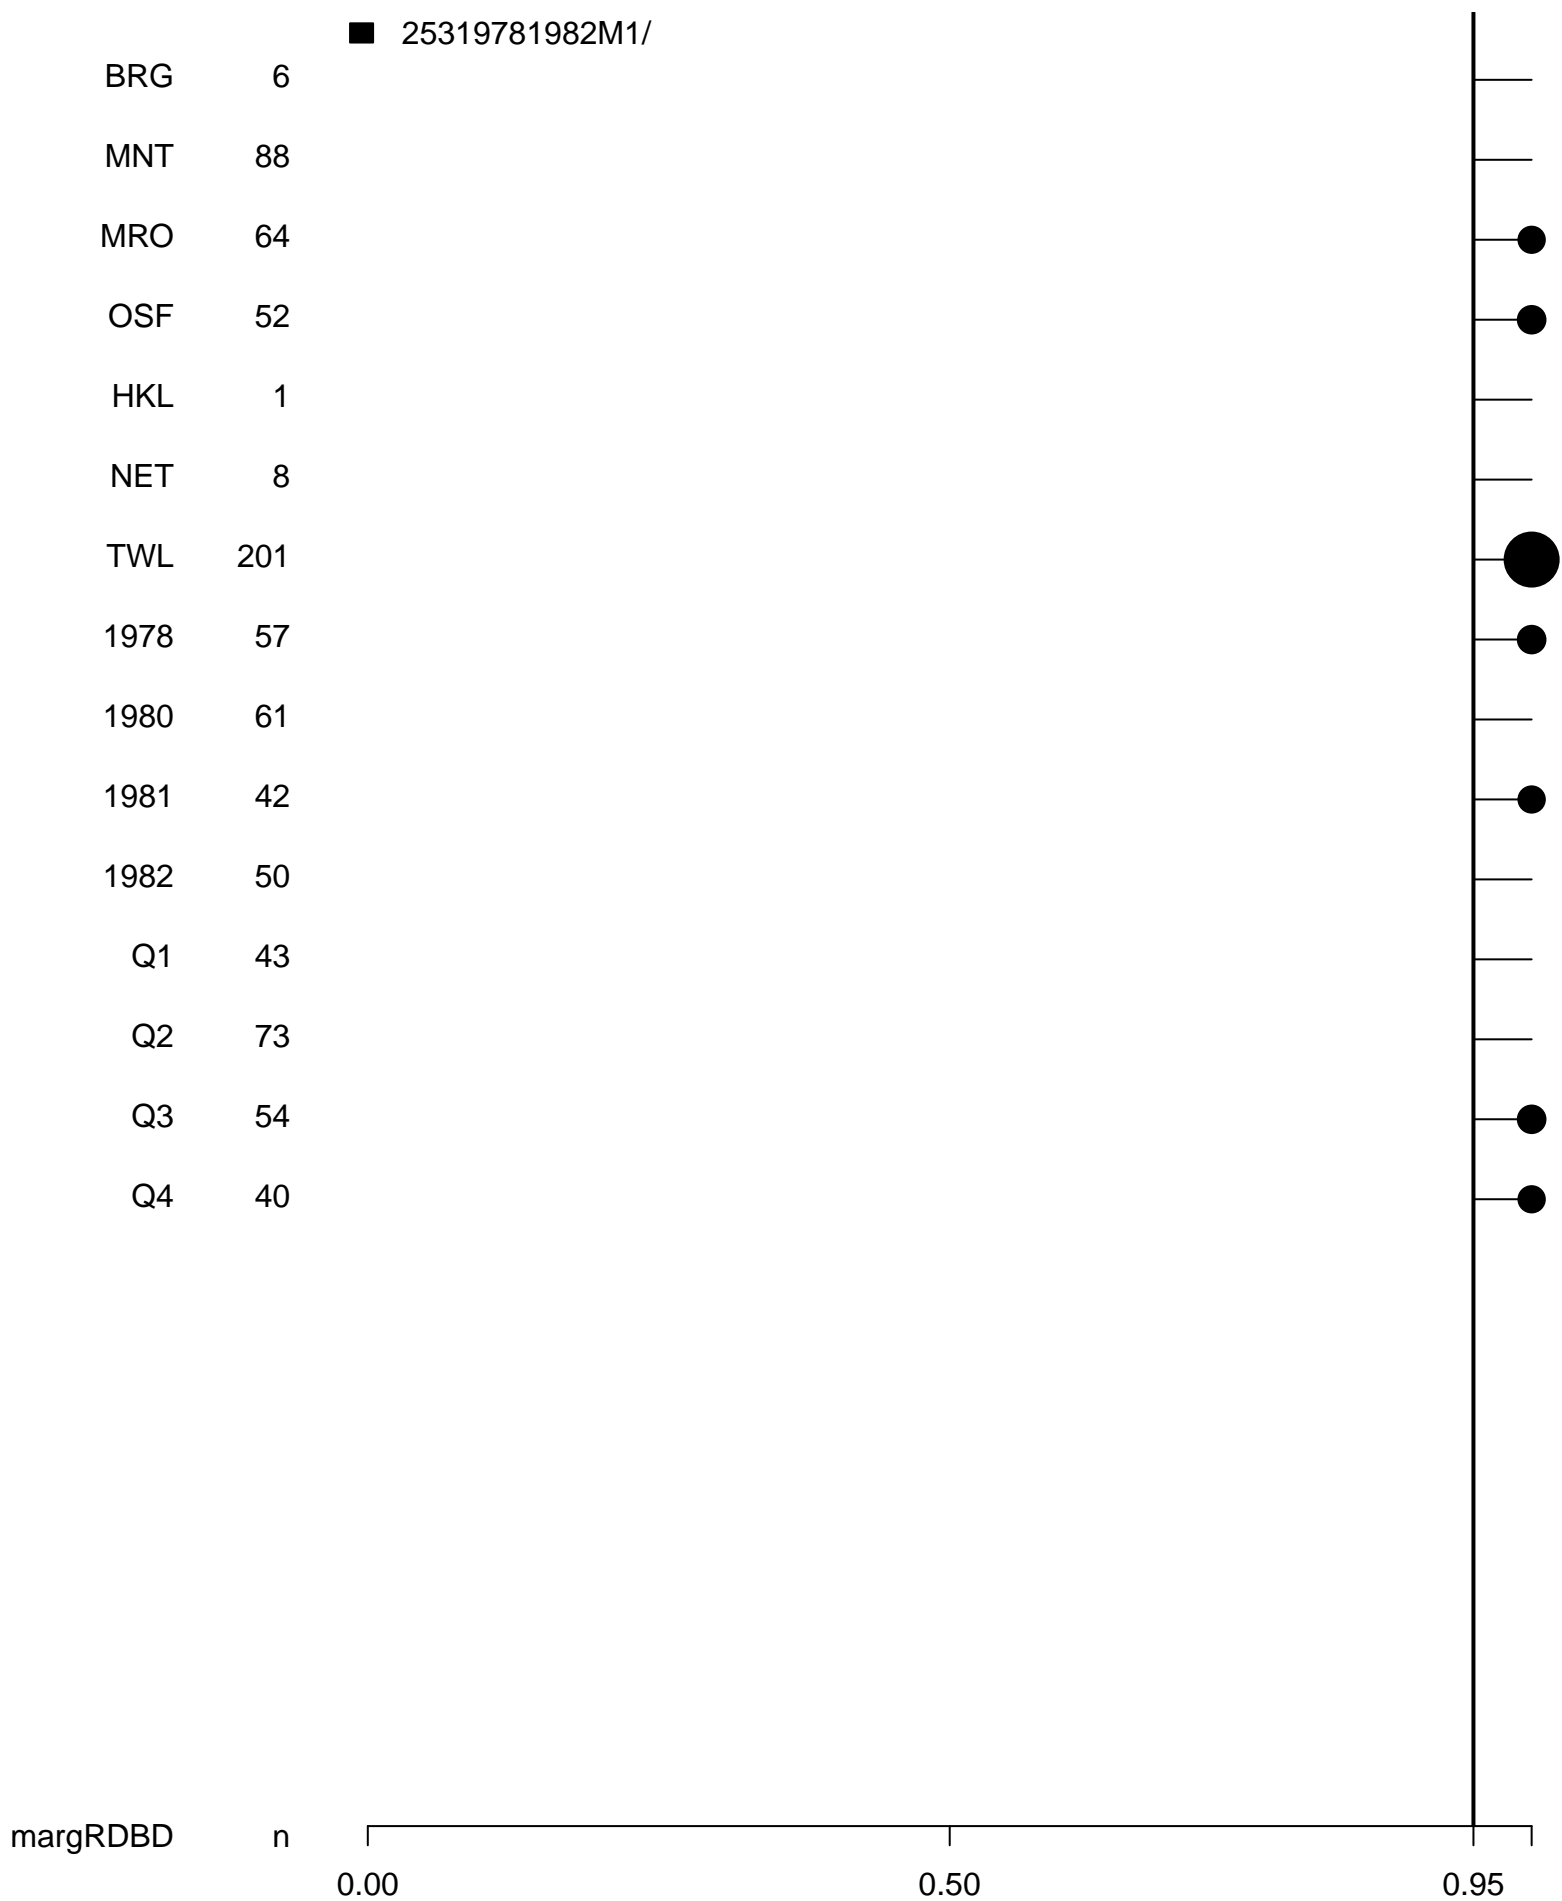 25319781982M1/
BRG 6
MNT 88
MRO 64
OSF 52
HKL 1
NET 8
TWL 201
1978 57
1980 61
1981 42
1982 50
Q1 43
Q2 73
Q3 54
Q4 40
margRDBD n
0.00 0.50 0.95